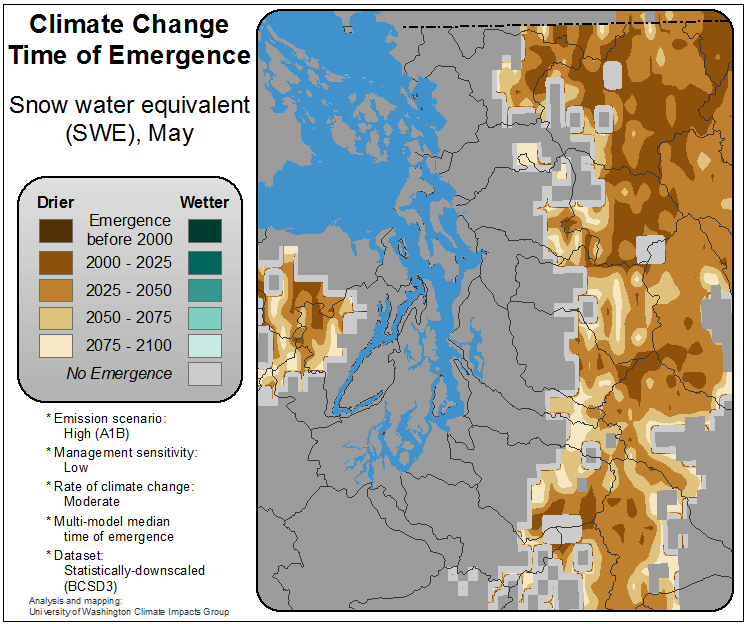 Climate Change
Time of Emergence
Snow water equivalent
(SWE), May
Drier
Wetter
Emergence
before 2000
2000 - 2025
2025 - 2050
2050 - 2075
2075 - 2100
No Emergence
* Emission scenario:
High (A1B)
* Management sensitivity:
Low
* Rate of climate change:
Moderate
* Multi-model median
time of emergence
* Dataset:
Statistically-downscaled
(BCSD3)
Analysis and mapping:
University of Washington Climate Impacts Group